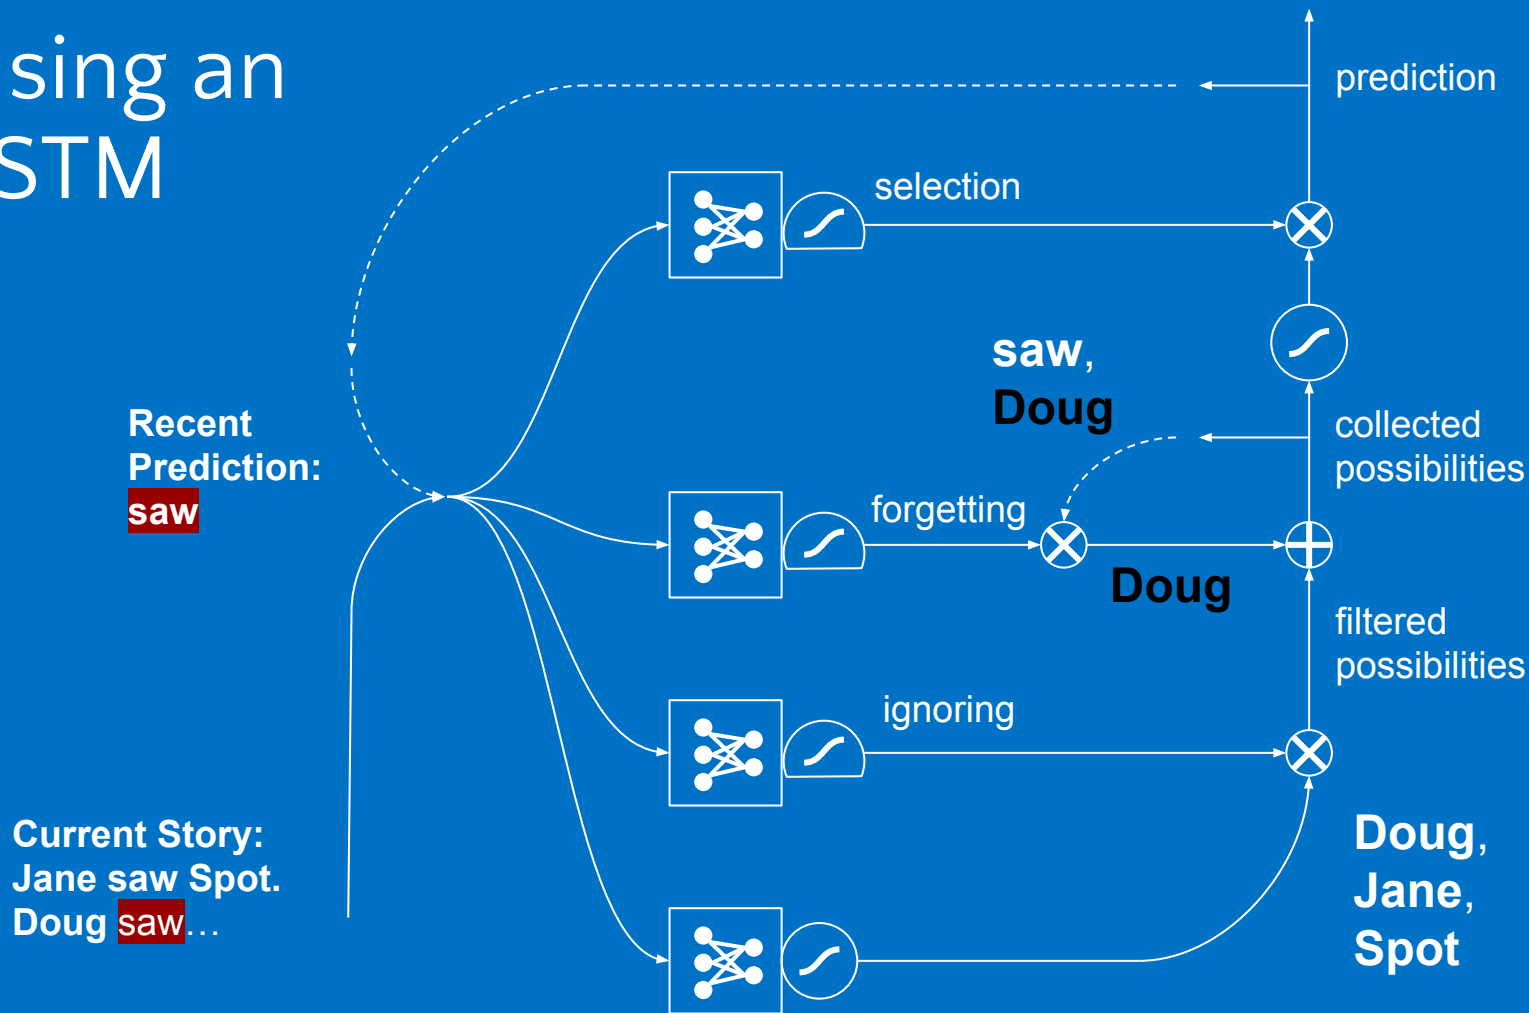 sing an
STM
prediction
selection
saw,
Doug
Recent
Prediction:
saw
collected
possibilities
forgetting
Doug
filtered
possibilities
ignoring
Current Story:
Jane saw Spot.
Doug saw...
Doug,
Jane,
Spot